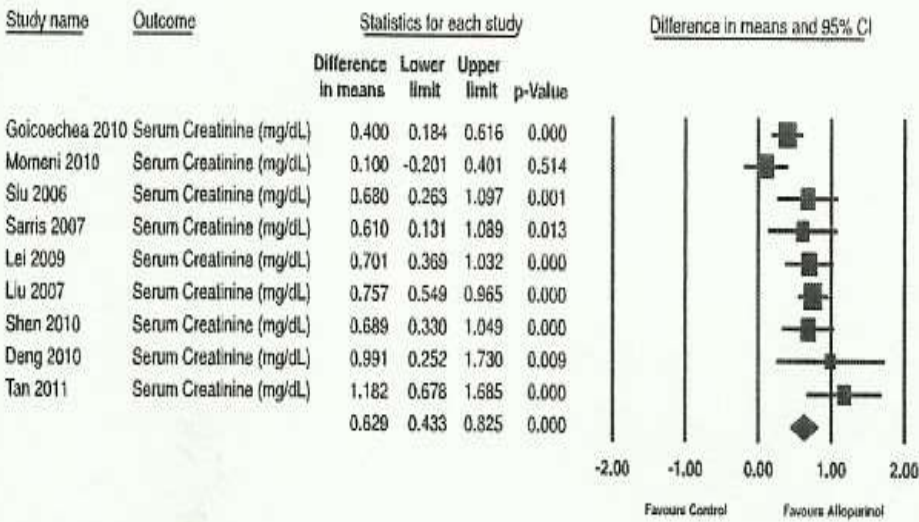 Study name Outcome Statistics for each study Difference in means and 95% CI
Difference Lower Upper
in means limit limit p-Value
Goicoechea 2010 Serum Creatinine (mg/dL) 0.400 0.184 0.616 0.000
Momeni 2010 Serum Creatinine (mg/dL) 0.100 -0.201 0.401 0.514
Siu 2006 Serum Creatinine (mg/dL) 0.680 0.263 1.097 0.001
Sarris 2007 Serum Creatinine (mg/dL) 0.610 0.131 1.089 0.013
Lei 2009 Serum Creatinine (mg/dL) 0.701 0.369 1.032 0.000
Liu 2007 Serum Creatinine (mg/dL) 0.757 0.549 0.965 0.000
Shen 2010 Serum Creatinine (mg/dL) 0.689 0.330 1.049 0.000
Deng 2010 Serum Creatinine (mg/dL) 0.991 0.252 1.730 0.009
Tan 2011 Serum Creatinine (mg/dL) 1.182 0.678 1.685 0.000
0.629 0.433 0.825 0.000
-2.00 -1.00 0.00 1.00 2.00
Favours Control Favours Allopurinol